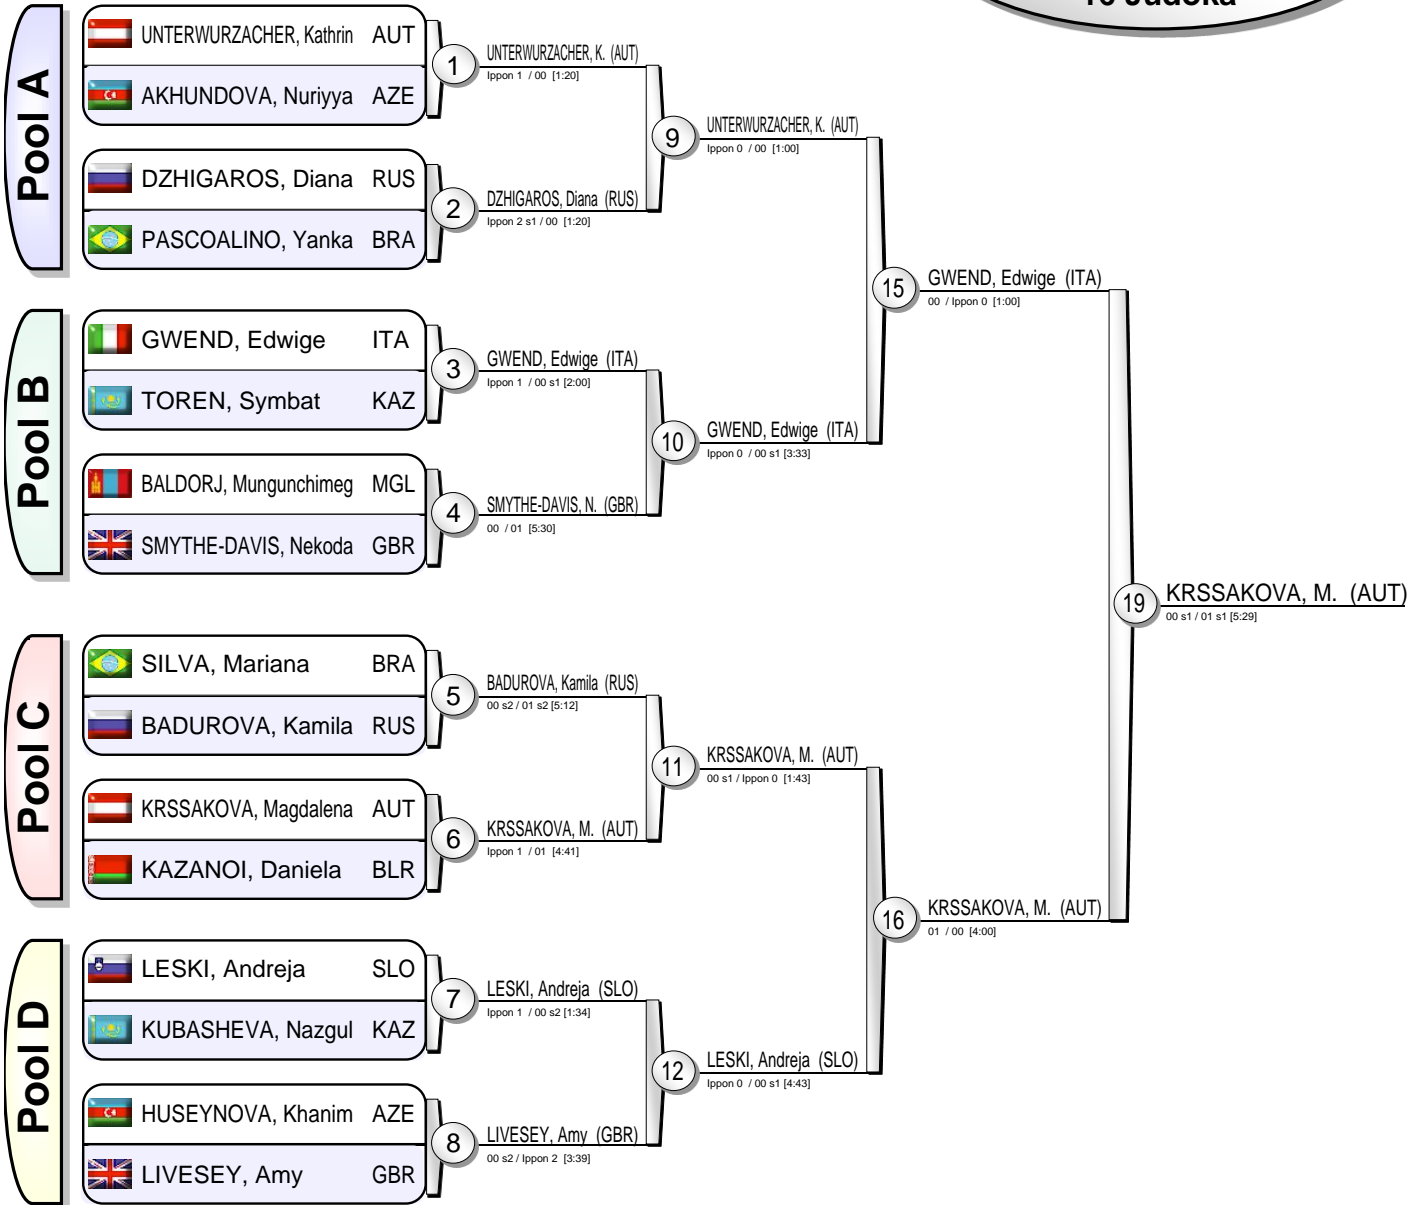 16 Judoka
Pool A
UNTERWURZACHER, Kathrin AUT
AKHUNDOVA, Nuriyya AZE
1
UNTERWURZACHER, K. (AUT)
Ippon 1 / 00 [1:20]
DZHIGAROS, Diana RUS
PASCOALINO, Yanka BRA
2
DZHIGAROS, Diana (RUS)
Ippon 2 s1 / 00 [1:20]
9
UNTERWURZACHER, K. (AUT)
Ippon 0 / 00 [1:00]
Pool B
GWEND, Edwige ITA
TOREN, Symbat KAZ
3
GWEND, Edwige (ITA)
Ippon 1 / 00 s1 [2:00]
BALDORJ, Mungunchimeg MGL
SMYTHE-DAVIS, Nekoda GBR
4
SMYTHE-DAVIS, N. (GBR)
00 / 01 [5:30]
10
GWEND, Edwige (ITA)
Ippon 0 / 00 s1 [3:33]
15
GWEND, Edwige (ITA)
00 / Ippon 0 [1:00]
Pool C
SILVA, Mariana BRA
BADUROVA, Kamila RUS
5
BADUROVA, Kamila (RUS)
00 s2 / 01 s2 [5:12]
KRSSAKOVA, Magdalena AUT
KAZANOI, Daniela BLR
6
KRSSAKOVA, M. (AUT)
Ippon 1 / 01 [4:41]
11
KRSSAKOVA, M. (AUT)
00 s1 / Ippon 0 [1:43]
Pool D
LESKI, Andreja SLO
KUBASHEVA, Nazgul KAZ
7
LESKI, Andreja (SLO)
Ippon 1 / 00 s2 [1:34]
HUSEYNOVA, Khanim AZE
LIVESEY, Amy GBR
8
LIVESEY, Amy (GBR)
00 s2 / Ippon 2 [3:39]
12
LESKI, Andreja (SLO)
Ippon 0 / 00 s1 [4:43]
16
KRSSAKOVA, M. (AUT)
01 / 00 [4:00]
19
KRSSAKOVA, M. (AUT)
00 s1 / 01 s1 [5:29]